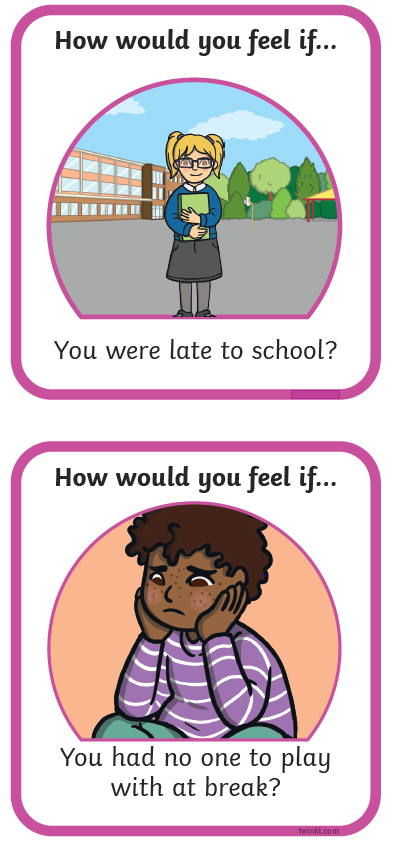 How would you feel if...
You were late to school?
How would you feel if...
You had no one to play
with at break?
twinkl.com